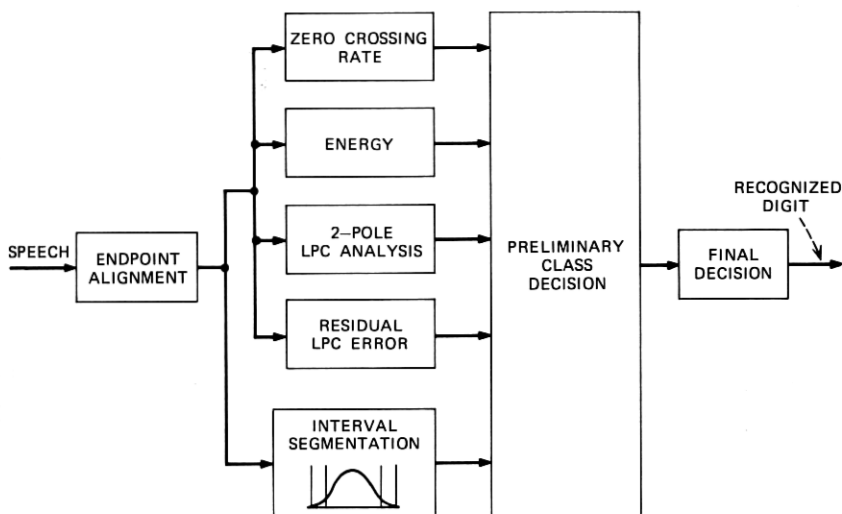 ZERO CROSSING
RATE
ENERGY
2-POLE
LPC ANALYSIS
RESIDUAL
LPC ERROR
INTERVAL
SEGMENTATION
SPEECH
ENDPOINT
ALIGNMENT
PRELIMINARY
CLASS
DECISION
RECOGNIZED
DIGIT
FINAL
DECISION